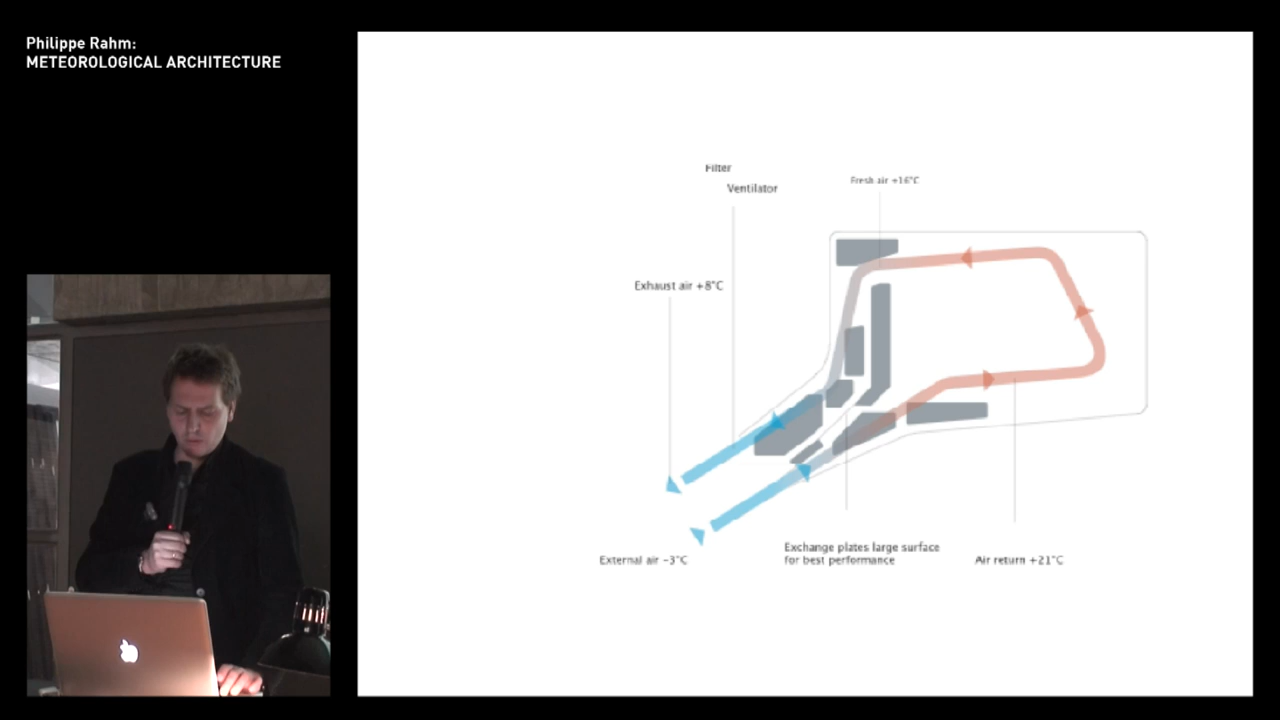 Philippe Rahm:
METEOROLOGICAL ARCHITECTURE
Filter
Ventilator
Fresh air +16°C
Exhaust air +8°C
External air -3°C
Exchange plates large surface
for best performance
Air return +21°C